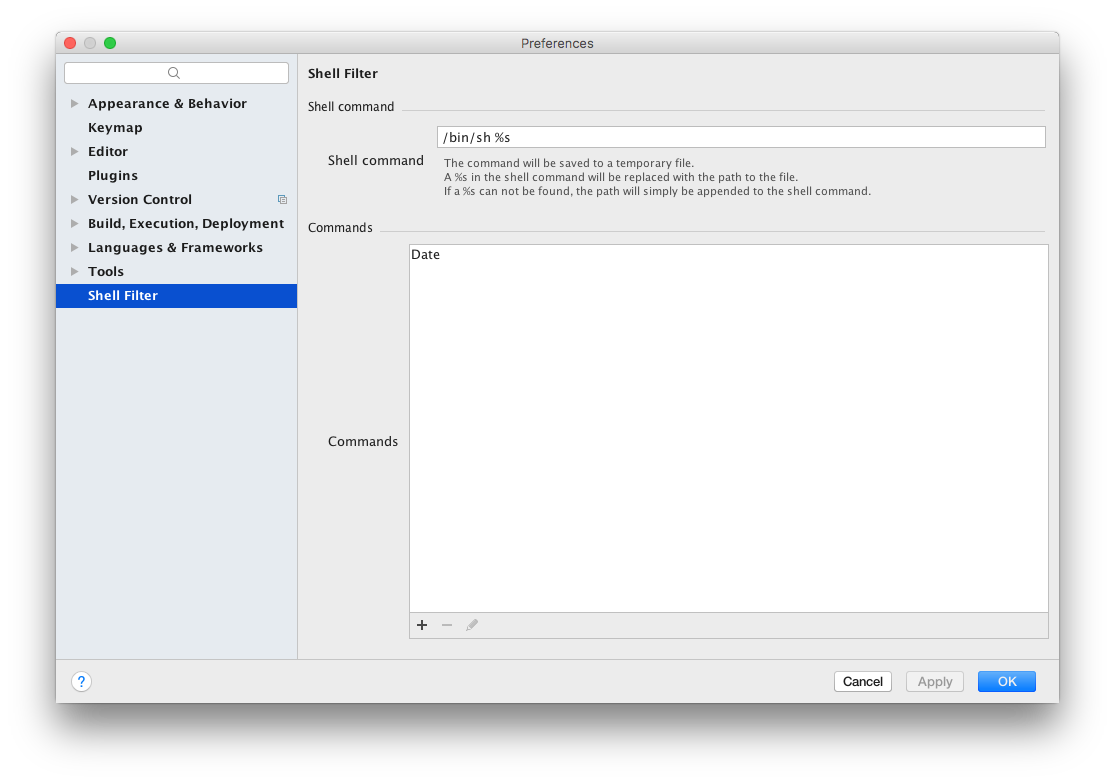 Preferences
Appearance & Behavior
Keymap
Editor
Plugins
Version Control
Build, Execution, Deployment
Languages & Frameworks
Tools
Shell Filter
Shell Filter
Shell command
Shell command
/bin/sh %s
The command will be saved to a temporary file.
A %s in the shell command will be replaced with the path to the file.
If a %s can not be found, the path will simply be appended to the shell command.
Commands
Commands
Date
?
Cancel
Apply
OK